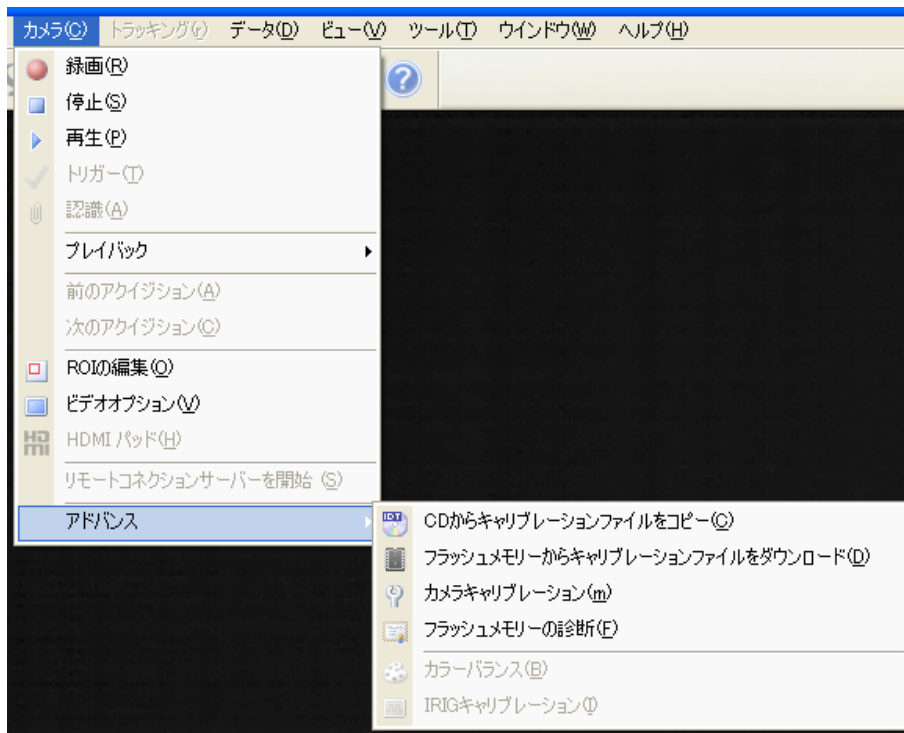 カメラ(C) トラッキング(r) データ(D) ビュー(V) ツール(T) ウインドウ(W) ヘルプ(H)
録画(R)
停止(S)
再生(P)
トリガー(T)
認識(A)
プレイバック
前のアクイジション(A)
次のアクイジション(C)
ROIの編集(O)
ビデオオプション(V)
HDMI HDMI パッド(H)
リモートコネクションサーバーを開始 (S)
アドバンス
IDT CDからキャリブレーションファイルをコピー(C)
フラッシュメモリーからキャリブレーションファイルをダウンロード(D)
カメラキャリブレーション(m)
フラッシュメモリーの診断(F)
カラーバランス(B)
IRIGキャリブレーション(I)